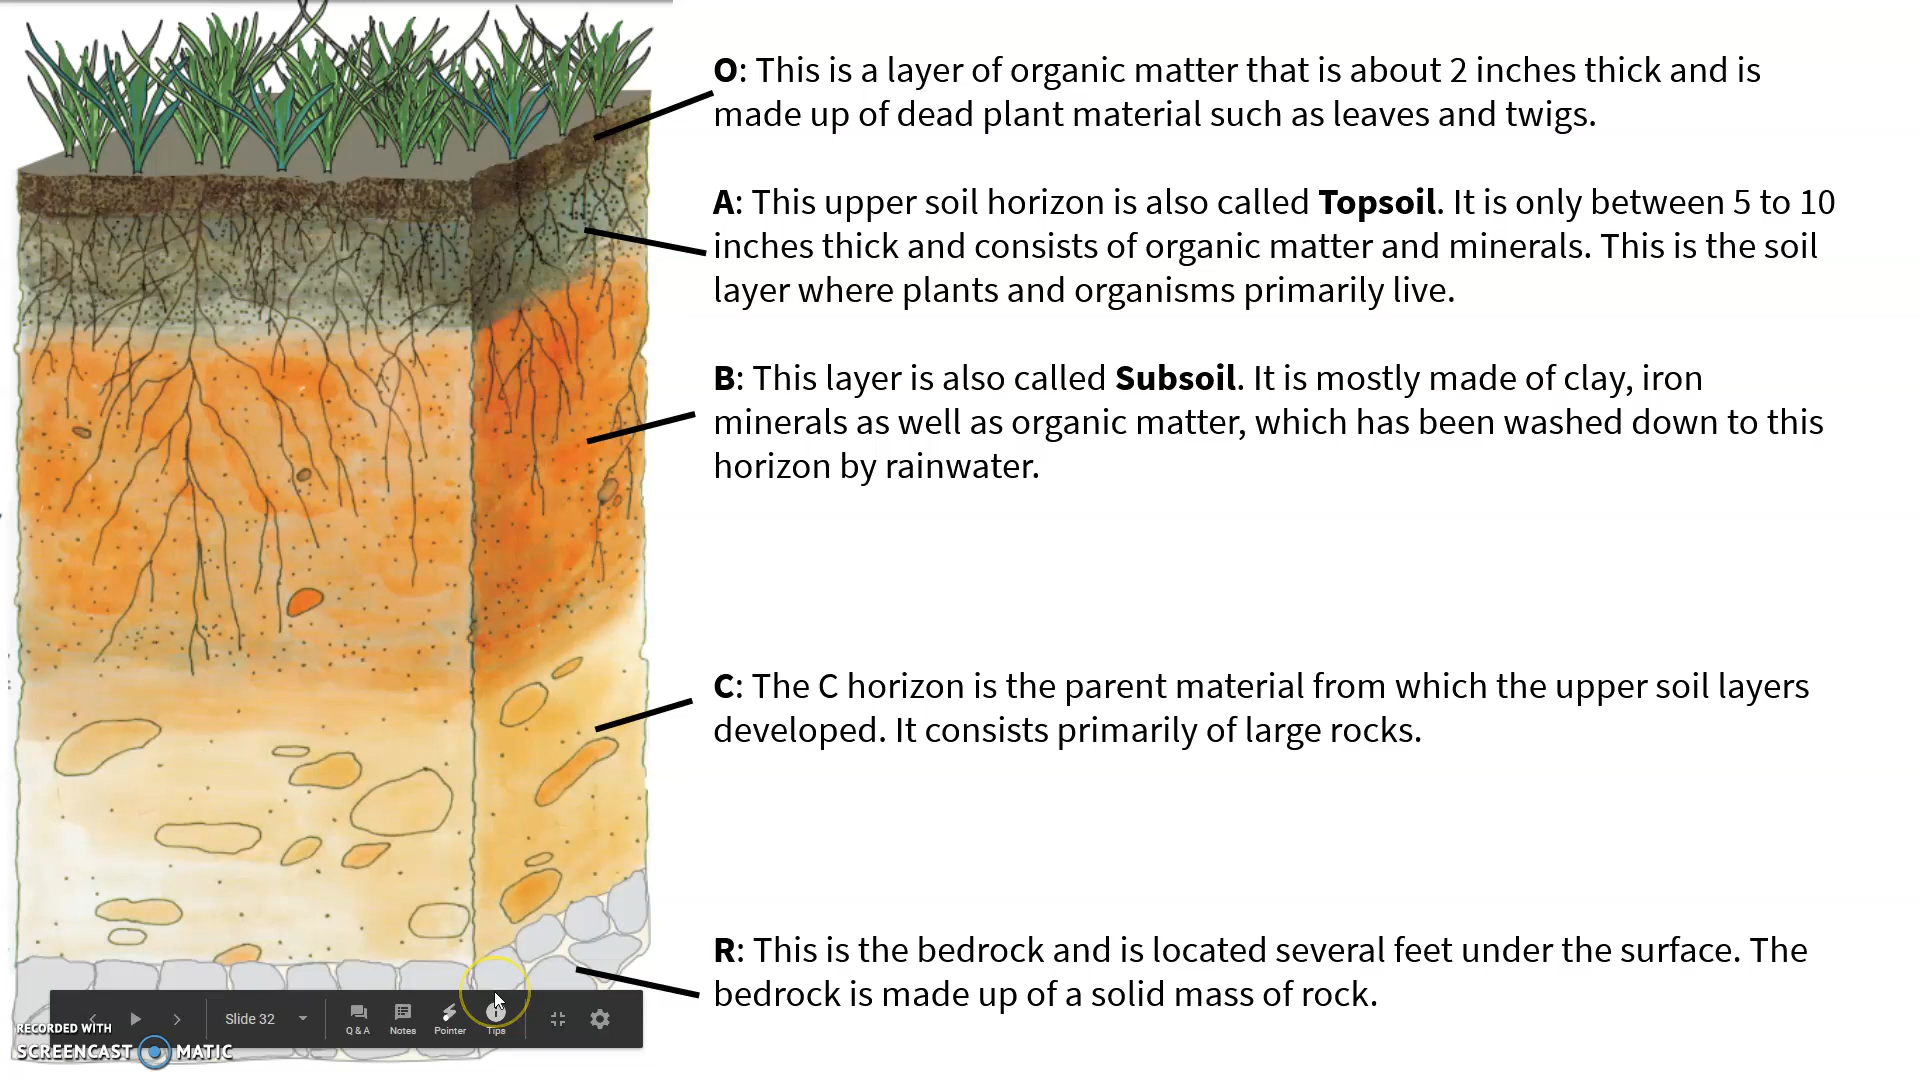 O: This is a layer of organic matter that is about 2 inches thick and is
made up of dead plant material such as leaves and twigs.
A: This upper soil horizon is also called Topsoil. It is only between 5 to 10
inches thick and consists of organic matter and minerals. This is the soil
layer where plants and organisms primarily live.
B: This layer is also called Subsoil. It is mostly made of clay, iron
minerals as well as organic matter, which has been washed down to this
horizon by rainwater.
C: The C horizon is the parent material from which the upper soil layers
developed. It consists primarily of large rocks.
R: This is the bedrock and is located several feet under the surface. The
bedrock is made up of a solid mass of rock.
Slide 32
Q & A Notes Pointer Tips
RECORDED WITH
SCREENCAST MATIC